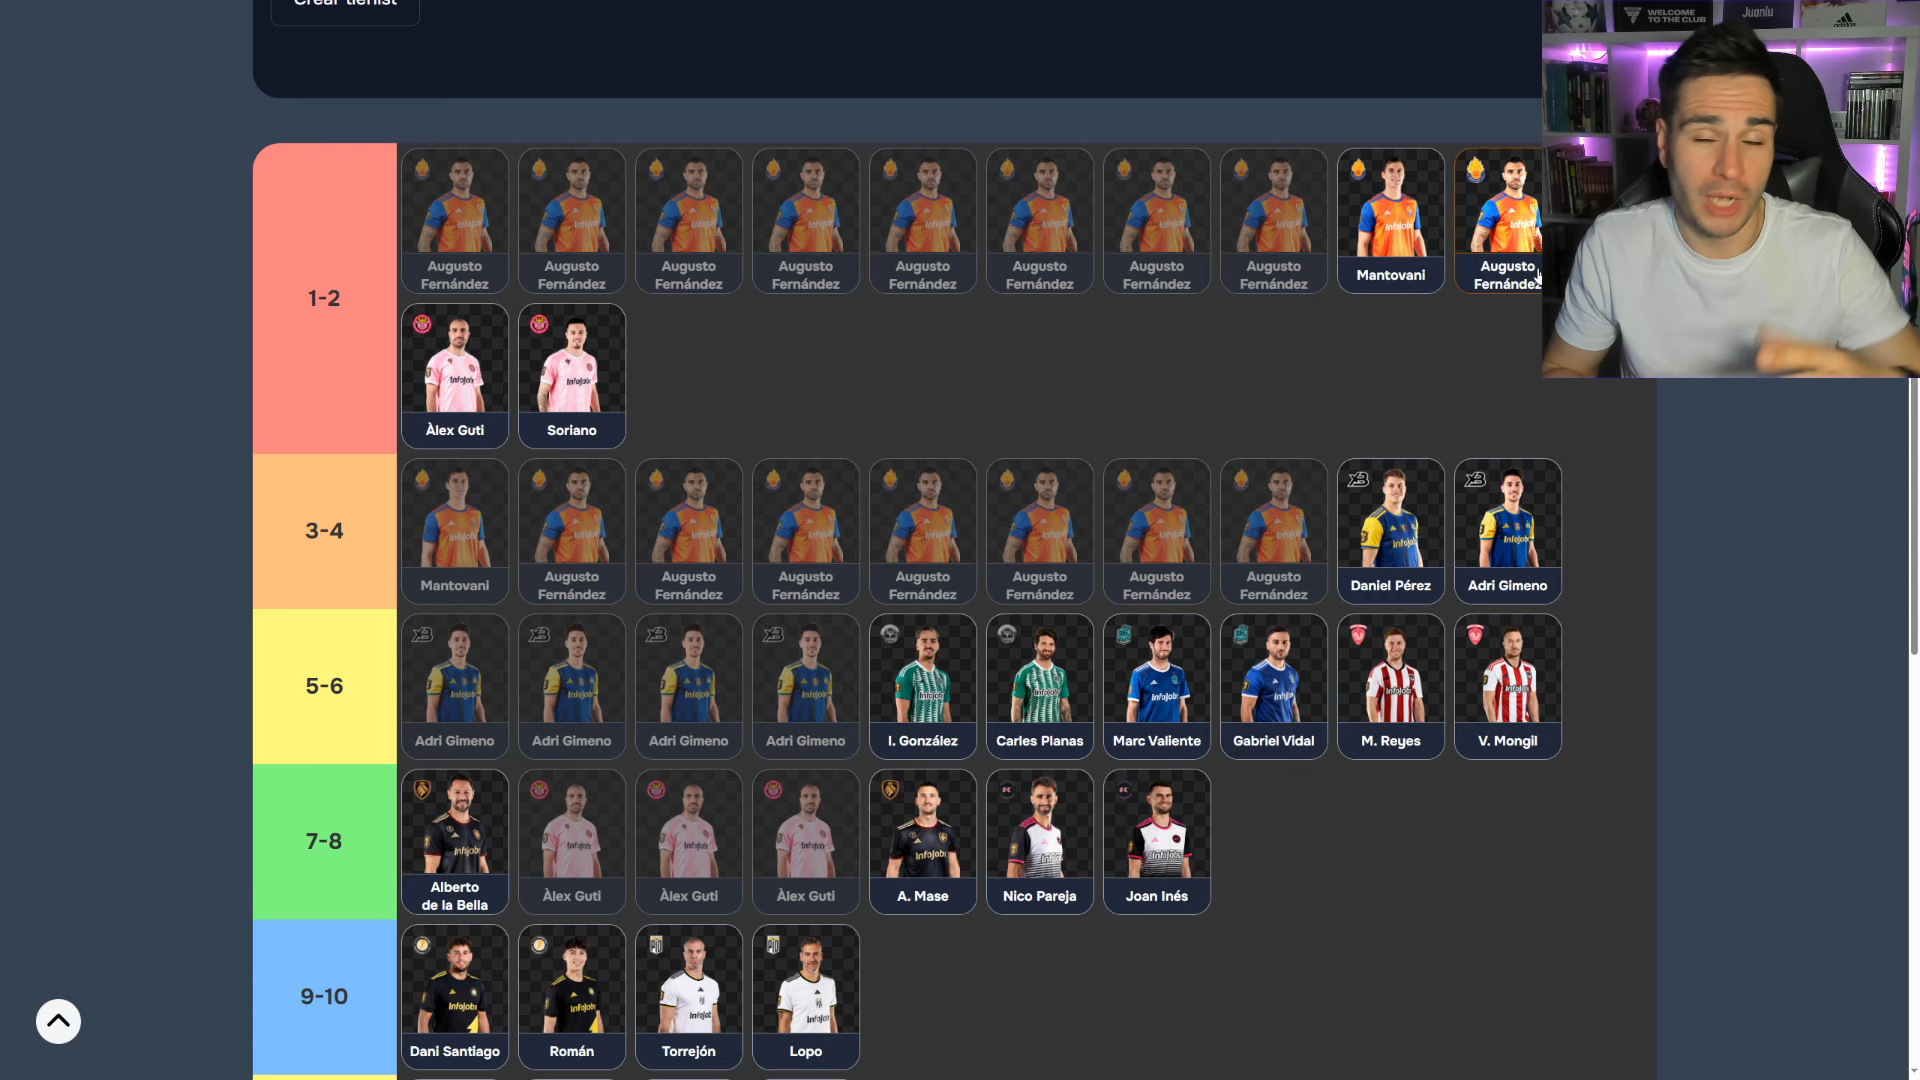 Crear tierlist
WELCOME
TO THE CLUB
Juanlu
adidas
1-2
Augusto
Fernández
Augusto
Fernández
Augusto
Fernández
Augusto
Fernández
Augusto
Fernández
Augusto
Fernández
Augusto
Fernández
Augusto
Fernández
Mantovani
Augusto
Fernández
Àlex Guti
Soriano
3-4
Mantovani
Augusto
Fernández
Augusto
Fernández
Augusto
Fernández
Augusto
Fernández
Augusto
Fernández
Augusto
Fernández
Augusto
Fernández
Daniel Pérez
Adri Gimeno
5-6
Adri Gimeno
Adri Gimeno
Adri Gimeno
Adri Gimeno
I. González
Carles Planas
Marc Valiente
Gabriel Vidal
M. Reyes
V. Mongil
7-8
Alberto
de la Bella
Àlex Guti
Àlex Guti
Àlex Guti
A. Mase
Nico Pareja
Joan Inés
9-10
Dani Santiago
Román
Torrejón
Lopo